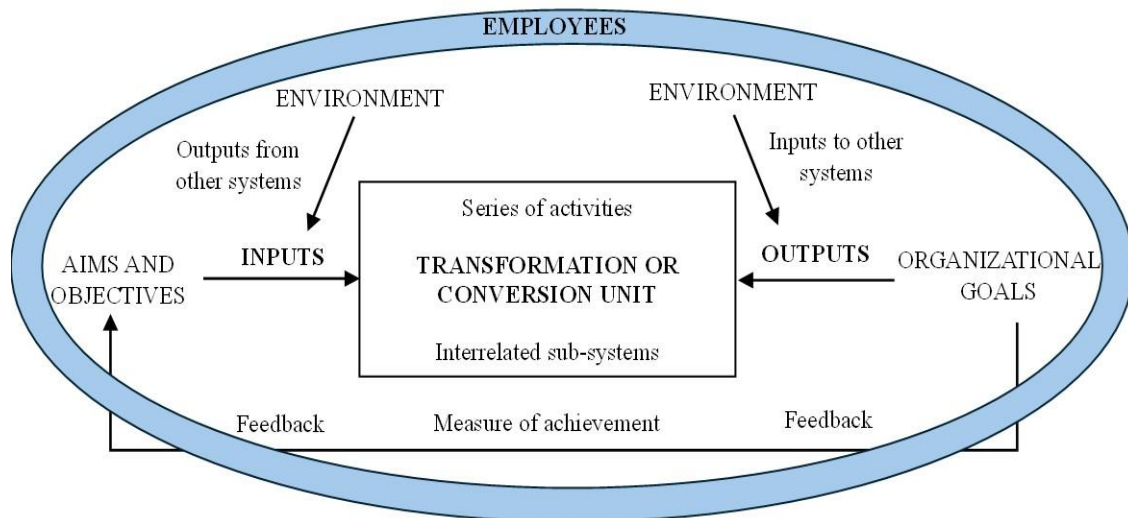 EMPLOYEES
ENVIRONMENT
ENVIRONMENT
Outputs from
other systems
Inputs to other
systems
Series of activities
INPUTS
TRANSFORMATION OR
CONVERSION UNIT
OUTPUTS
AIMS AND
OBJECTIVES
ORGANIZATIONAL
GOALS
Interrelated sub-systems
Feedback
Measure of achievement
Feedback